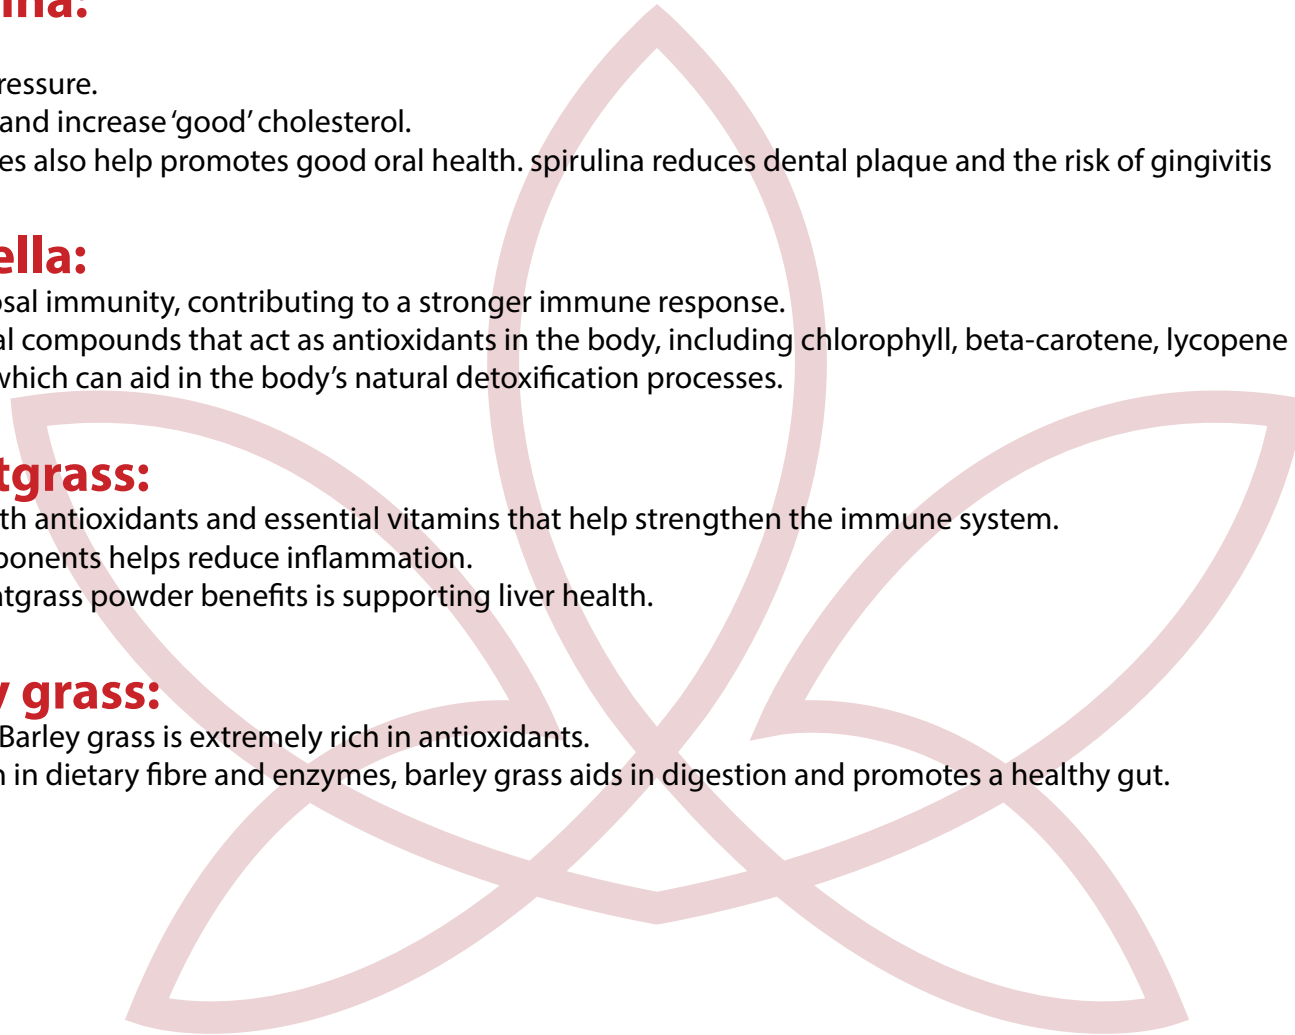 ina:
ressure.
and increase ‘good’ cholesterol.
es also help promotes good oral health. spirulina reduces dental plaque and the risk of gingivitis
ella:
osal immunity, contributing to a stronger immune response.
al compounds that act as antioxidants in the body, including chlorophyll, beta-carotene, lycopene
which can aid in the body’s natural detoxification processes.
tgrass:
th antioxidants and essential vitamins that help strengthen the immune system.
ponents helps reduce inflammation.
atgrass powder benefits is supporting liver health.
y grass:
Barley grass is extremely rich in antioxidants.
h in dietary fibre and enzymes, barley grass aids in digestion and promotes a healthy gut.